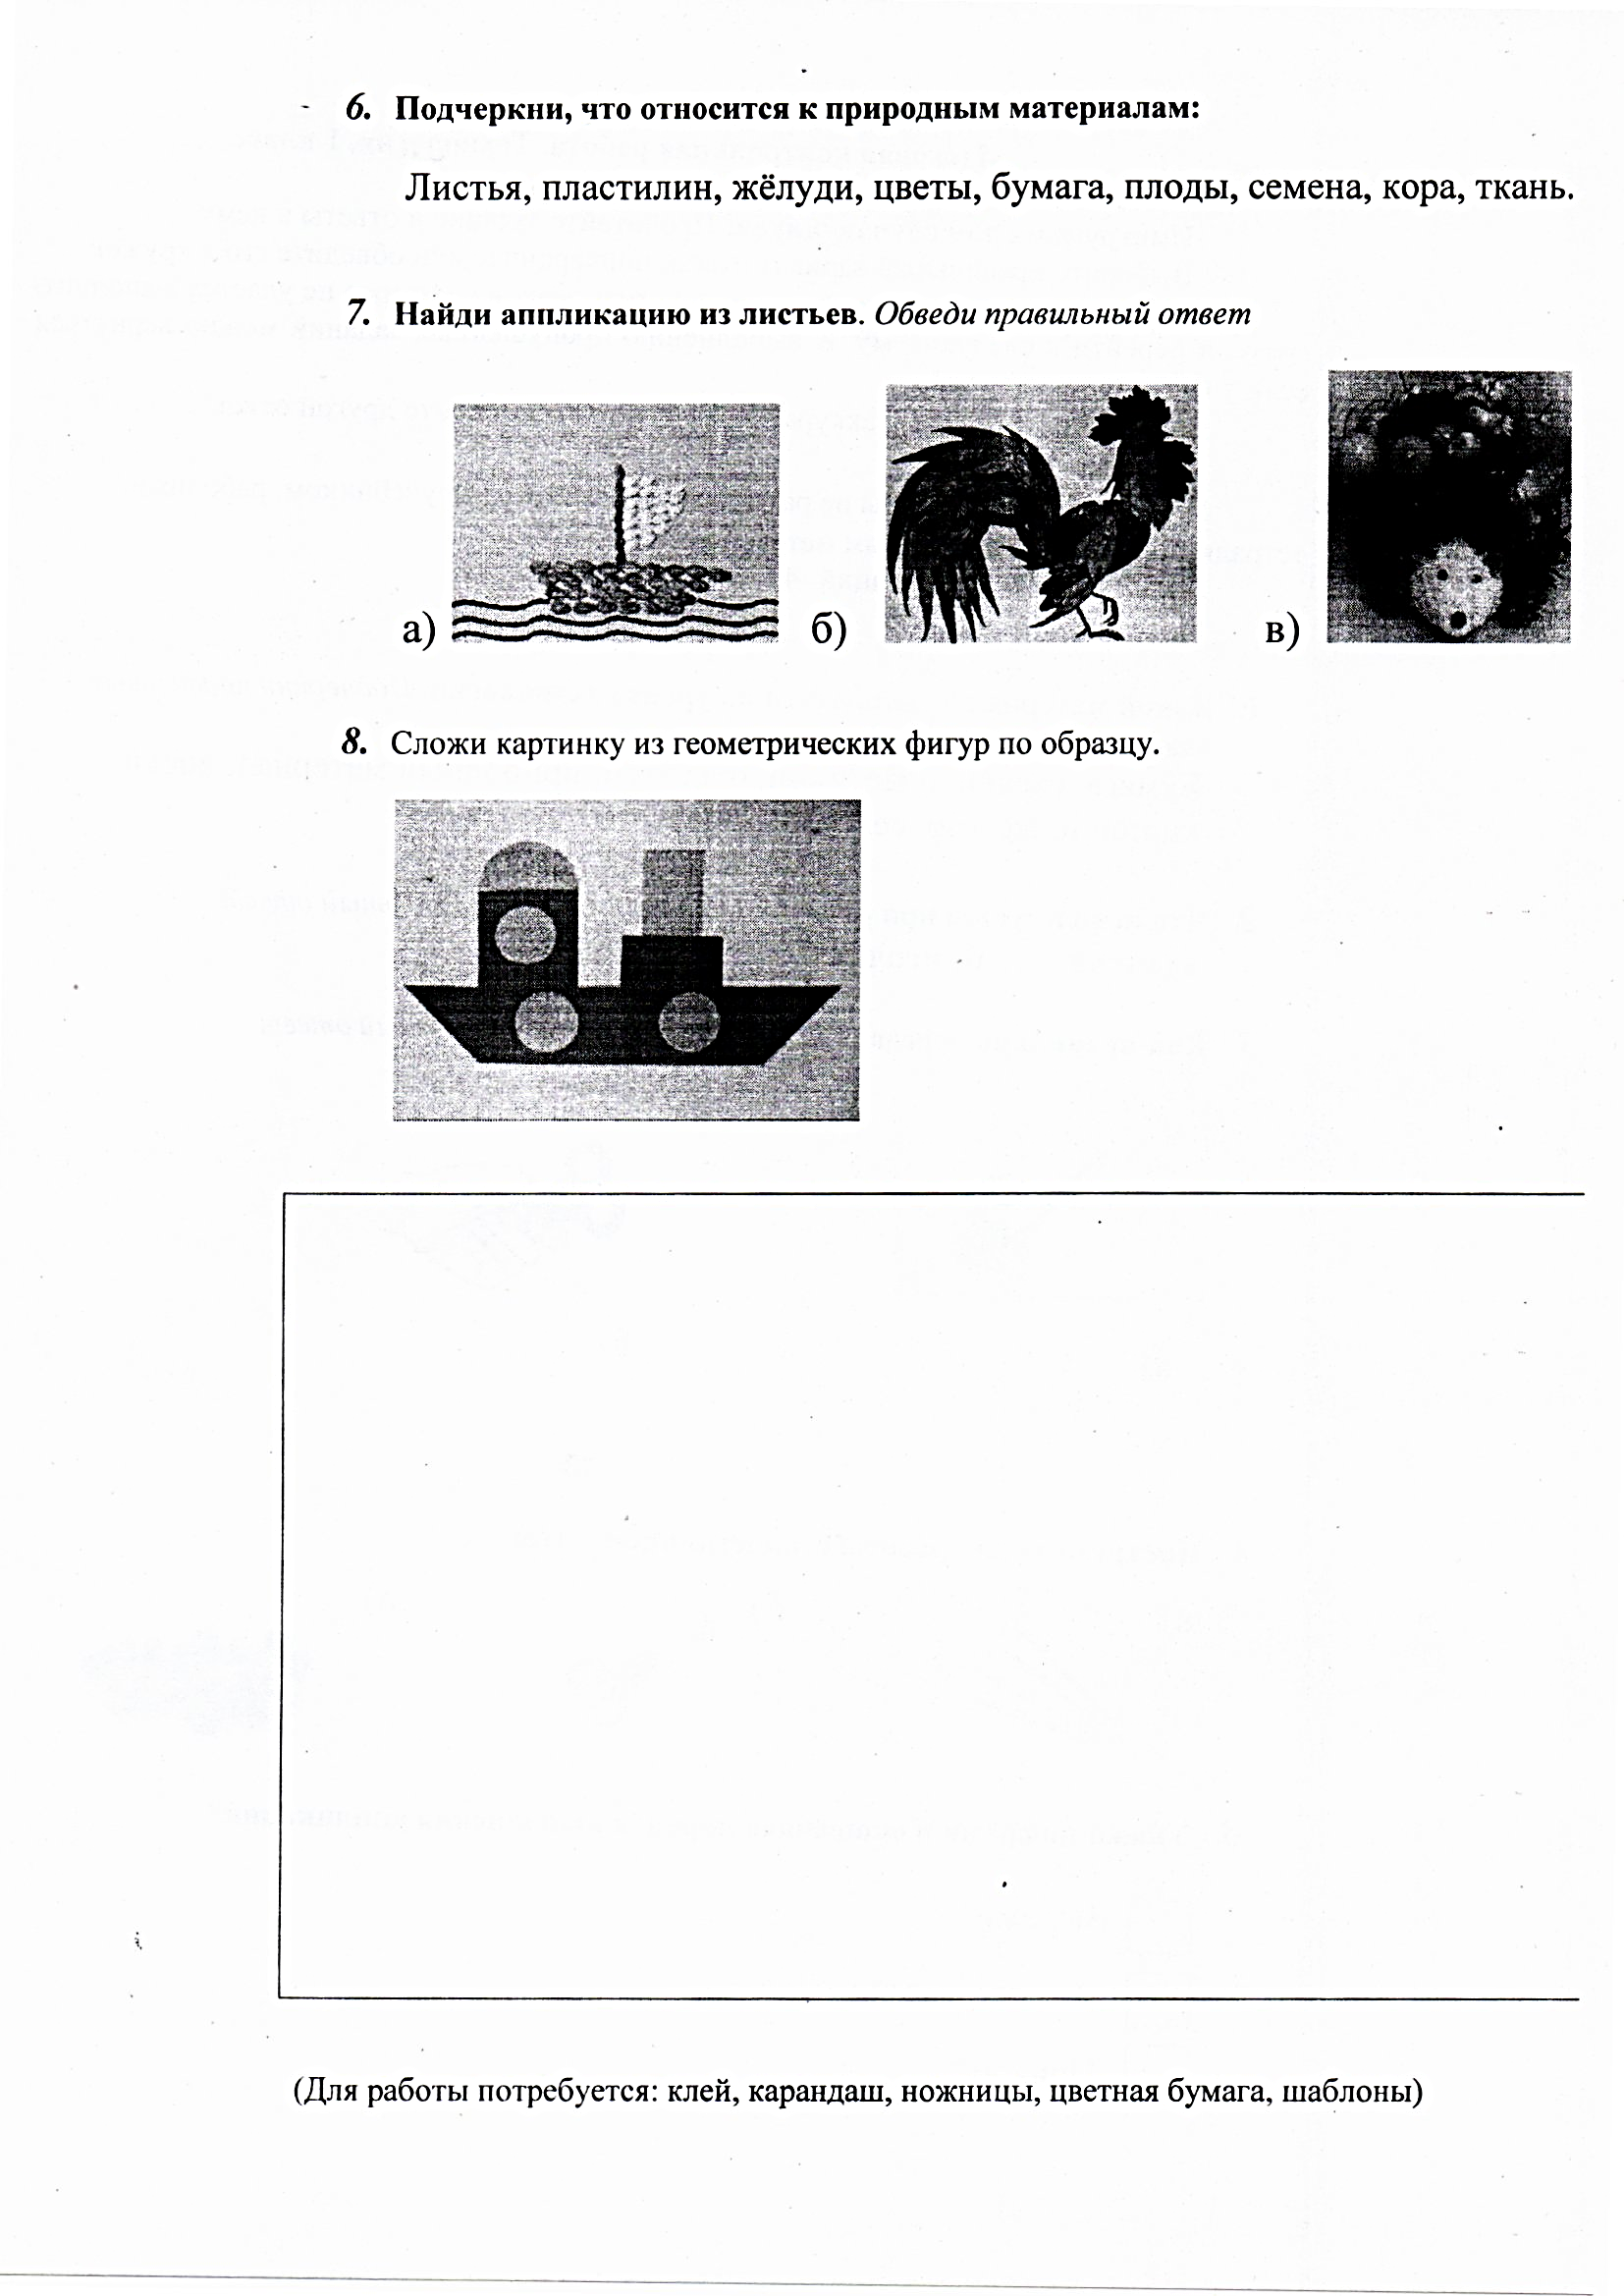 6. Подчеркни, что относится к природным материалам:
Листья, пластилин, жёлуди, цветы, бумага, плоды, семена, кора, ткань.
7. Найди аппликацию из листьев. Обведи правильный ответ
а) б) в)
8. Сложи картинку из геометрических фигур по образцу.
(Для работы потребуется: клей, карандаш, ножницы, цветная бумага, шаблоны)